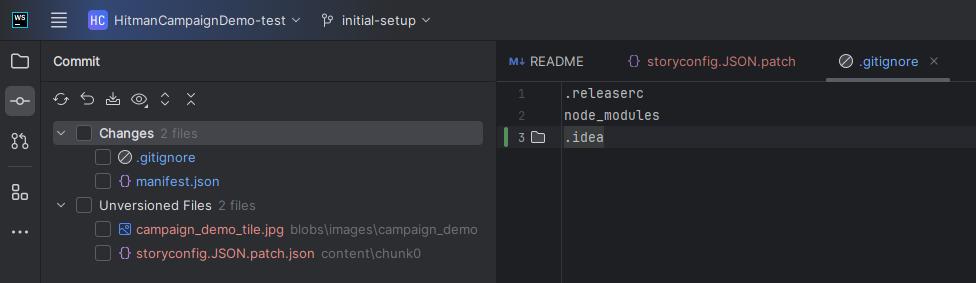 WS HC HitmanCampaignDemo-test initial-setup
Commit
README storyconfig.JSON.patch .gitignore
Changes 2 files
.gitignore
manifest.json
Unversioned Files 2 files
campaign_demo_tile.jpg blobs\images\campaign_demo
storyconfig.JSON.patch.json content\chunk0
1 .releaserc
2 node_modules
3 .idea